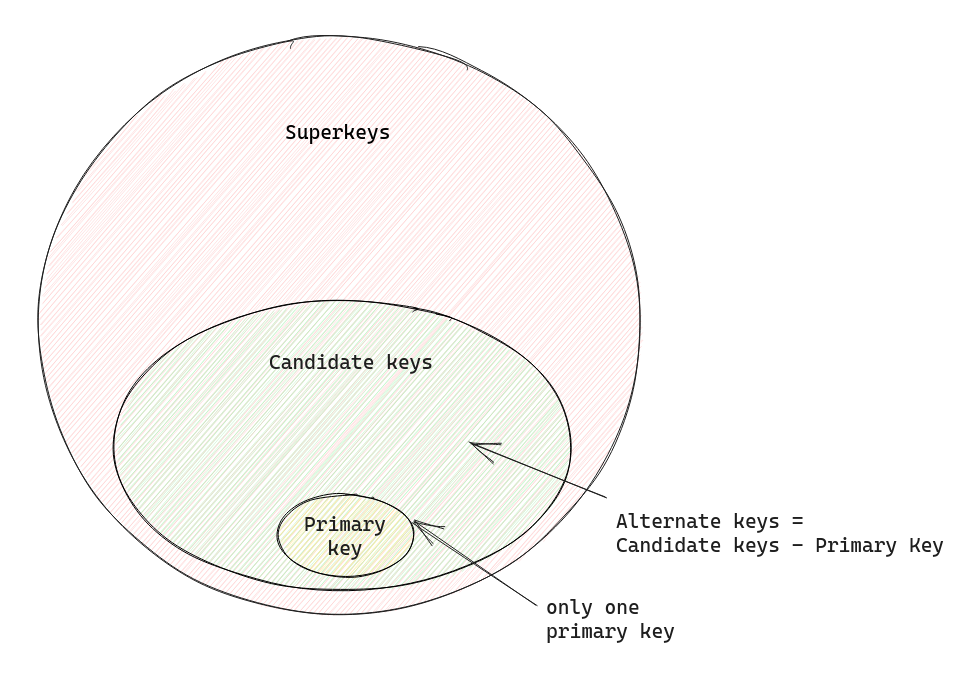 Superkeys
Candidate keys
Primary
key
Alternate keys =
Candidate keys - Primary Key
only one
primary key